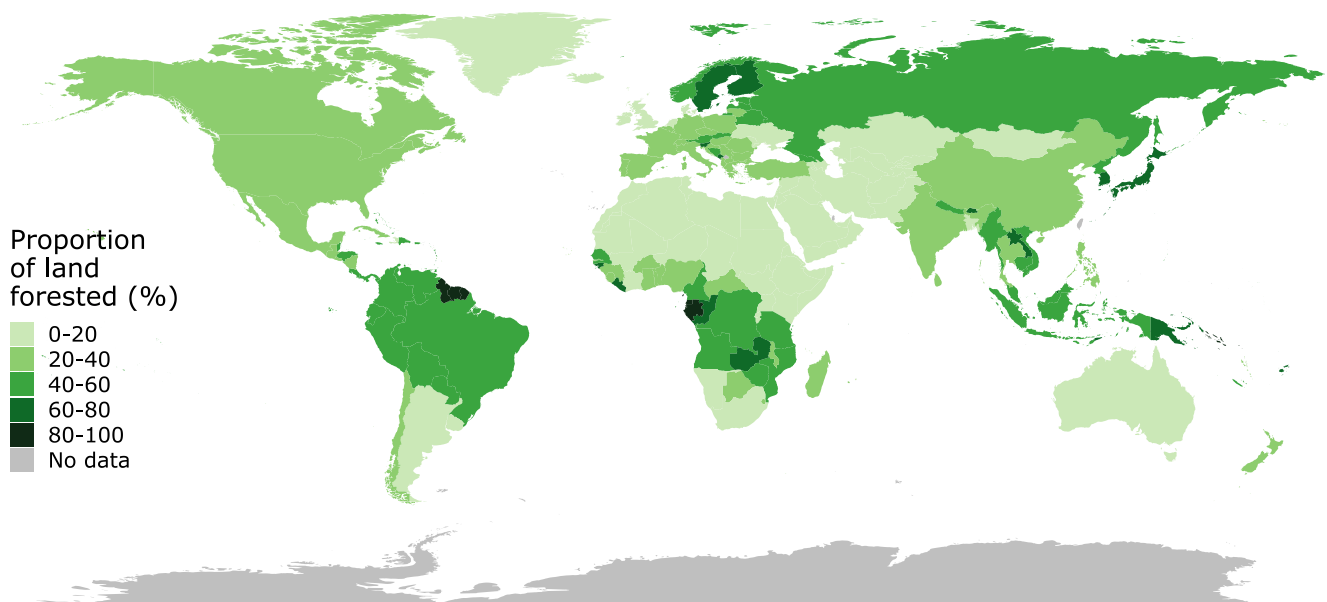 Proportion
of land
forested (%)
0-20
20-40
40-60
60-80
80-100
No data